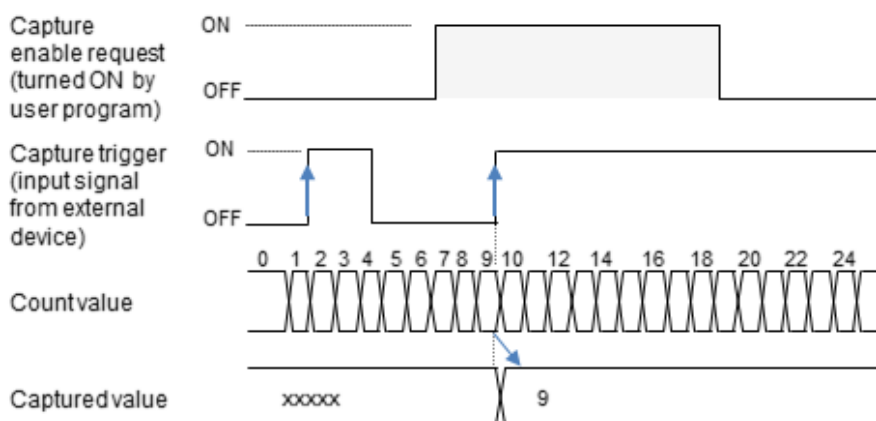 Capture
enable request
(turned ON by
user program)
ON
OFF
Capture trigger
(input signal
from external
device)
ON
OFF
0 1 2 3 4 5 6 7 8 9 10 12 14 16 18 20 22 24
Count value
Captured value
xxxxx
9